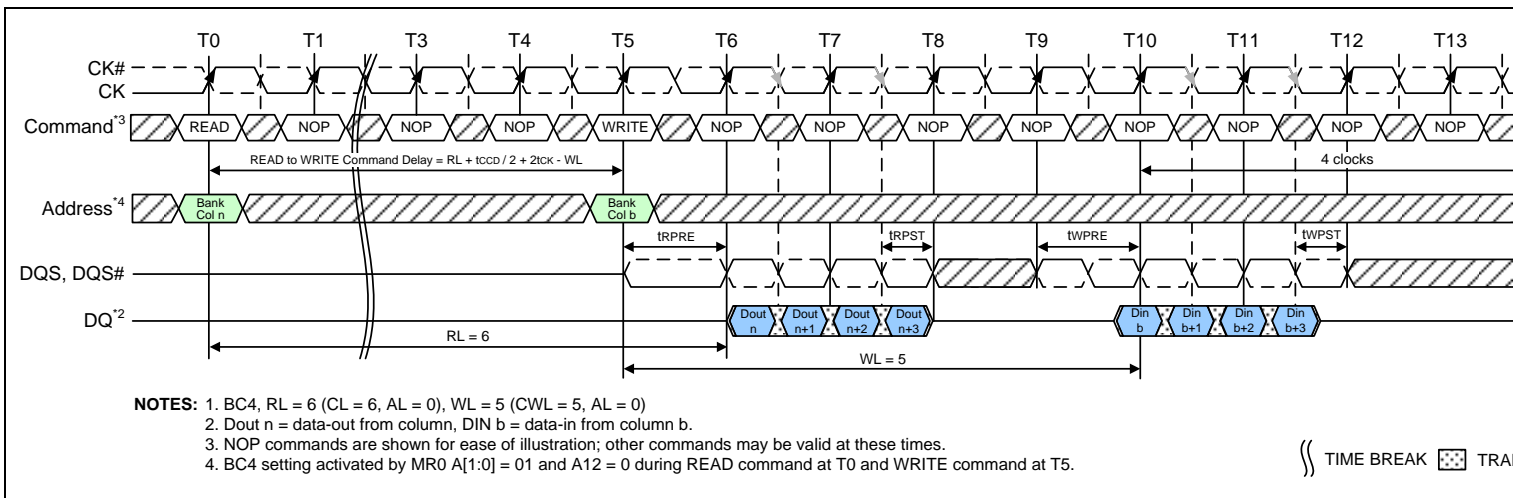 T0 T1 T3 T4 T5 T6 T7 T8 T9 T10 T11 T12 T13
CK#
CK
Command*3 READ NOP NOP NOP WRITE NOP NOP NOP NOP NOP NOP NOP NOP
READ to WRITE Command Delay = RL + tCCD / 2 + 2tCK - WL
4 clocks
Address*4
Bank Col n
Bank Col b
tRPRE tRPST tWPRE tWPST
DQS, DQS#
DQ*2
Dout n
Dout n+1
Dout n+2
Dout n+3
Din b
Din b+1
Din b+2
Din b+3
RL = 6
WL = 5
NOTES: 1. BC4, RL = 6 (CL = 6, AL = 0), WL = 5 (CWL = 5, AL = 0)
2. Dout n = data-out from column, DIN b = data-in from column b.
3. NOP commands are shown for ease of illustration; other commands may be valid at these times.
4. BC4 setting activated by MR0 A[1:0] = 01 and A12 = 0 during READ command at T0 and WRITE command at T5.
TIME BREAK